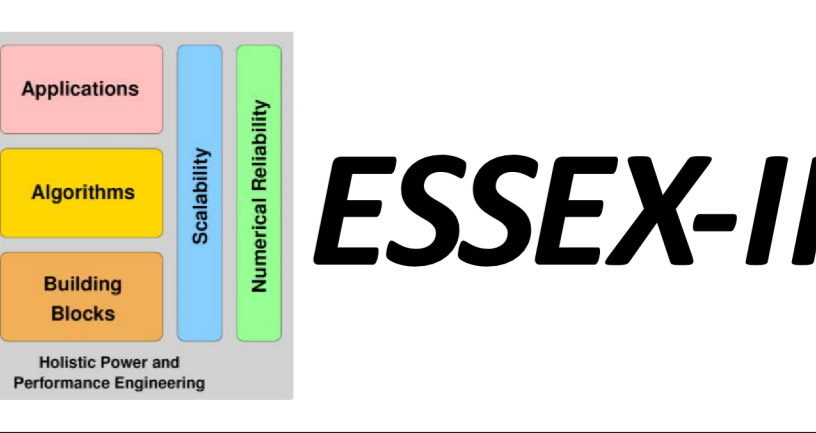 Applications
Algorithms
Building
Blocks
Scalability
Numerical Reliability
Holistic Power and
Performance Engineering
ESSEX-II